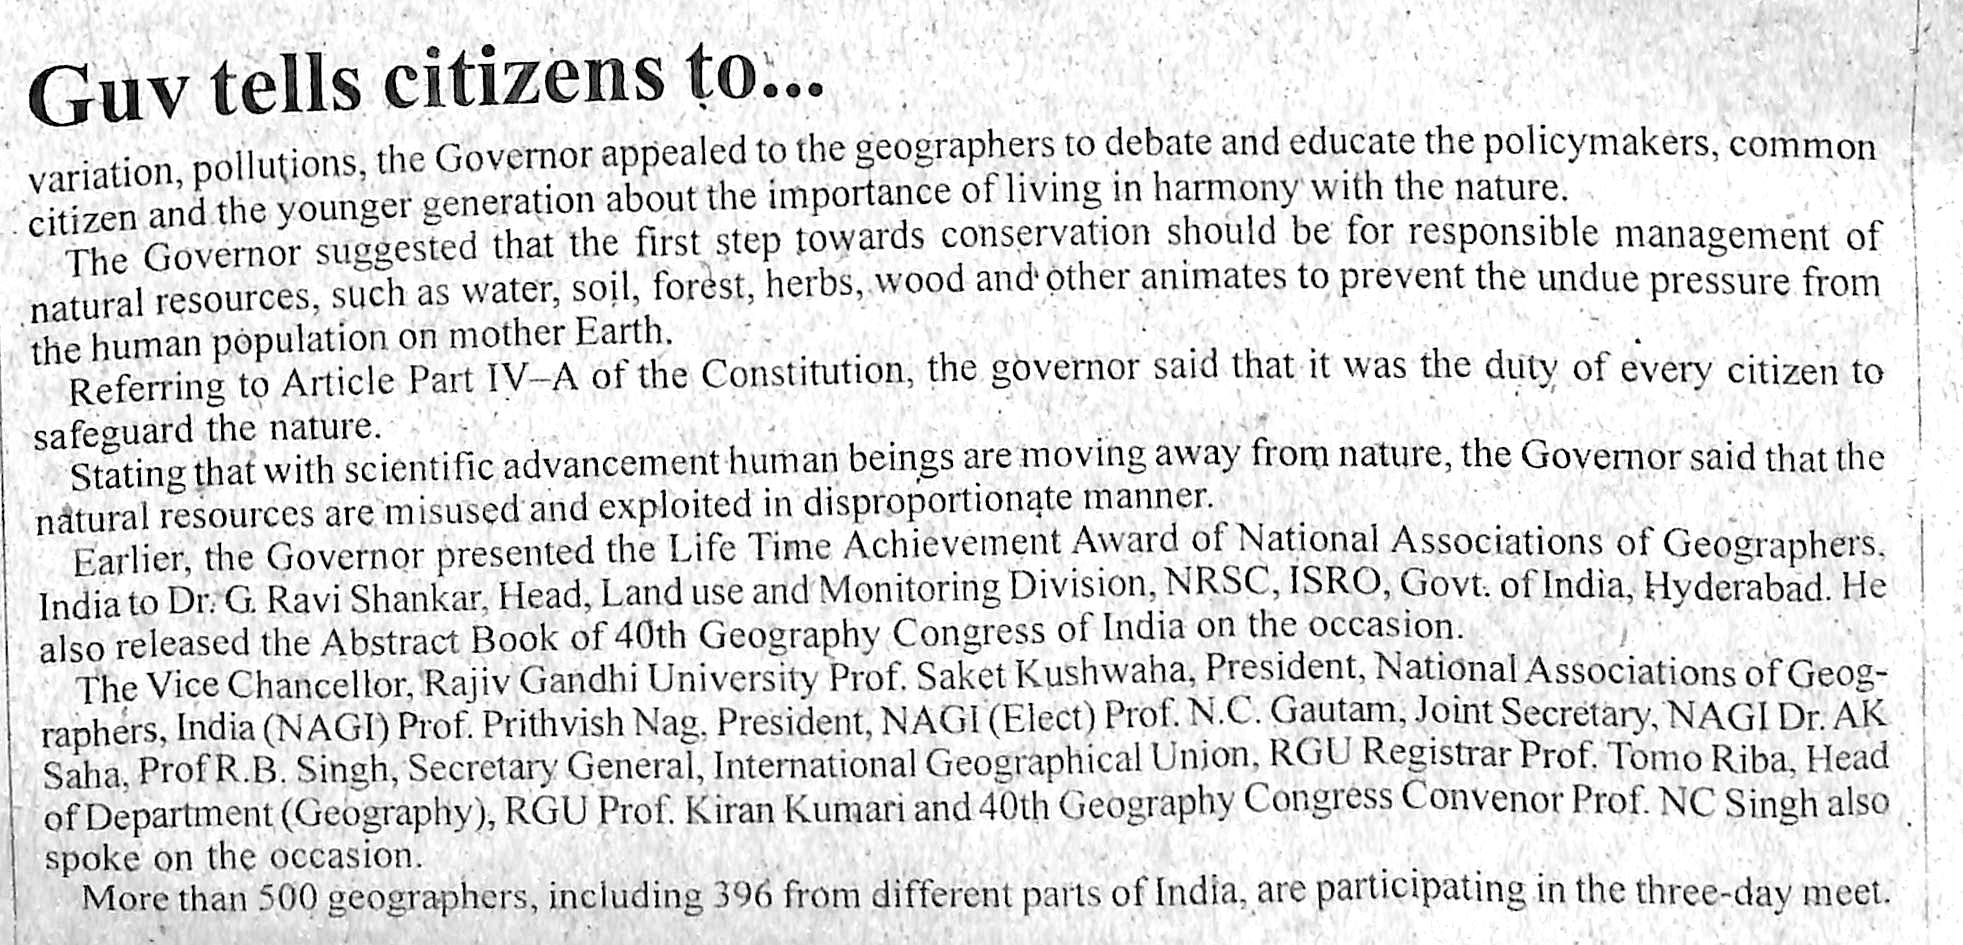 Guv tells citizens to...
variation, pollutions, the Governor appealed to the geographers to debate and educate the policymakers, common
citizen and the younger generation about the importance of living in harmony with the nature.
The Governor suggested that the first step towards conservation should be for responsible management of
natural resources, such as water, soil, forest, herbs, wood and other animates to prevent the undue pressure from
the human population on mother Earth.
Referring to Article Part IV–A of the Constitution, the governor said that it was the duty of every citizen to
safeguard the nature.
Stating that with scientific advancement human beings are moving away from nature, the Governor said that the
natural resources are misused and exploited in disproportionate manner.
Earlier, the Governor presented the Life Time Achievement Award of National Associations of Geographers,
India to Dr. G. Ravi Shankar, Head, Land use and Monitoring Division, NRSC, ISRO, Govt. of India, Hyderabad. He
also released the Abstract Book of 40th Geography Congress of India on the occasion.
The Vice Chancellor, Rajiv Gandhi University Prof. Saket Kushwaha, President, National Associations of Geog-
raphers, India (NAGI) Prof. Prithvish Nag, President, NAGI (Elect) Prof. N.C. Gautam, Joint Secretary, NAGI Dr. AK
Saha, Prof R.B. Singh, Secretary General, International Geographical Union, RGU Registrar Prof. Tomo Riba, Head
of Department (Geography), RGU Prof. Kiran Kumari and 40th Geography Congress Convenor Prof. NC Singh also
spoke on the occasion.
More than 500 geographers, including 396 from different parts of India, are participating in the three-day meet.